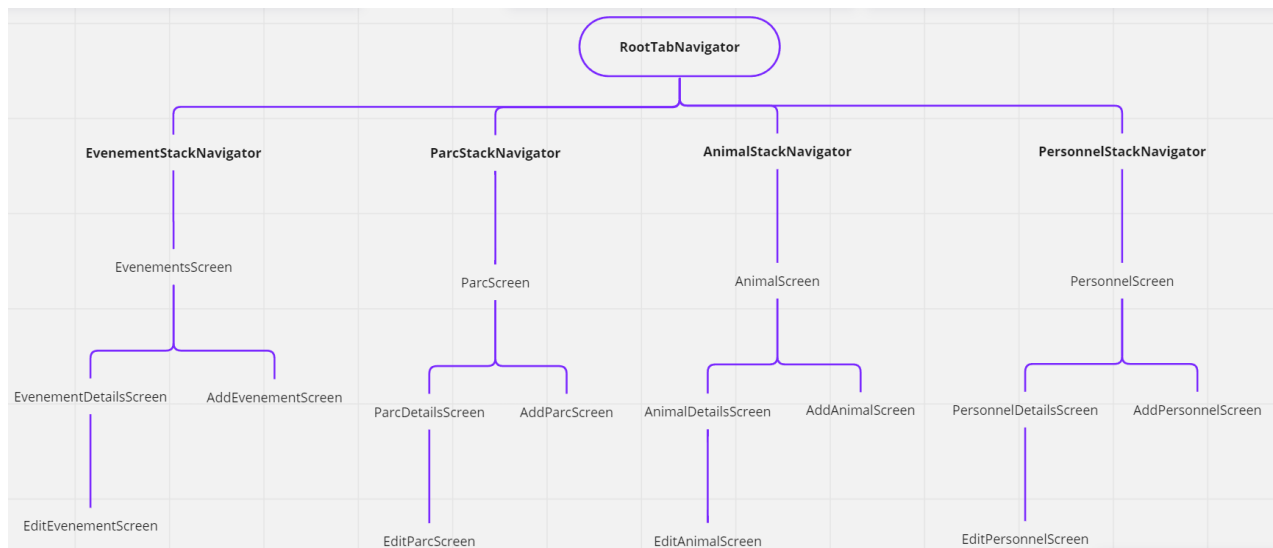 RootTabNavigator
EvenementStackNavigator
ParcStackNavigator
AnimalStackNavigator
PersonnelStackNavigator
EvenementsScreen
ParcScreen
AnimalScreen
PersonnelScreen
EvenementDetailsScreen
AddEvenementScreen
ParcDetailsScreen
AddParcScreen
AnimalDetailsScreen
AddAnimalScreen
PersonnelDetailsScreen
AddPersonnelScreen
EditEvenementScreen
EditParcScreen
EditAnimalScreen
EditPersonnelScreen